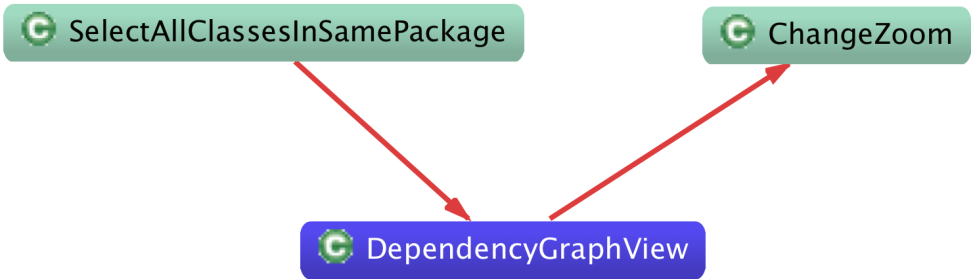 C SelectAllClassesInSamePackage
C ChangeZoom
C DependencyGraphView